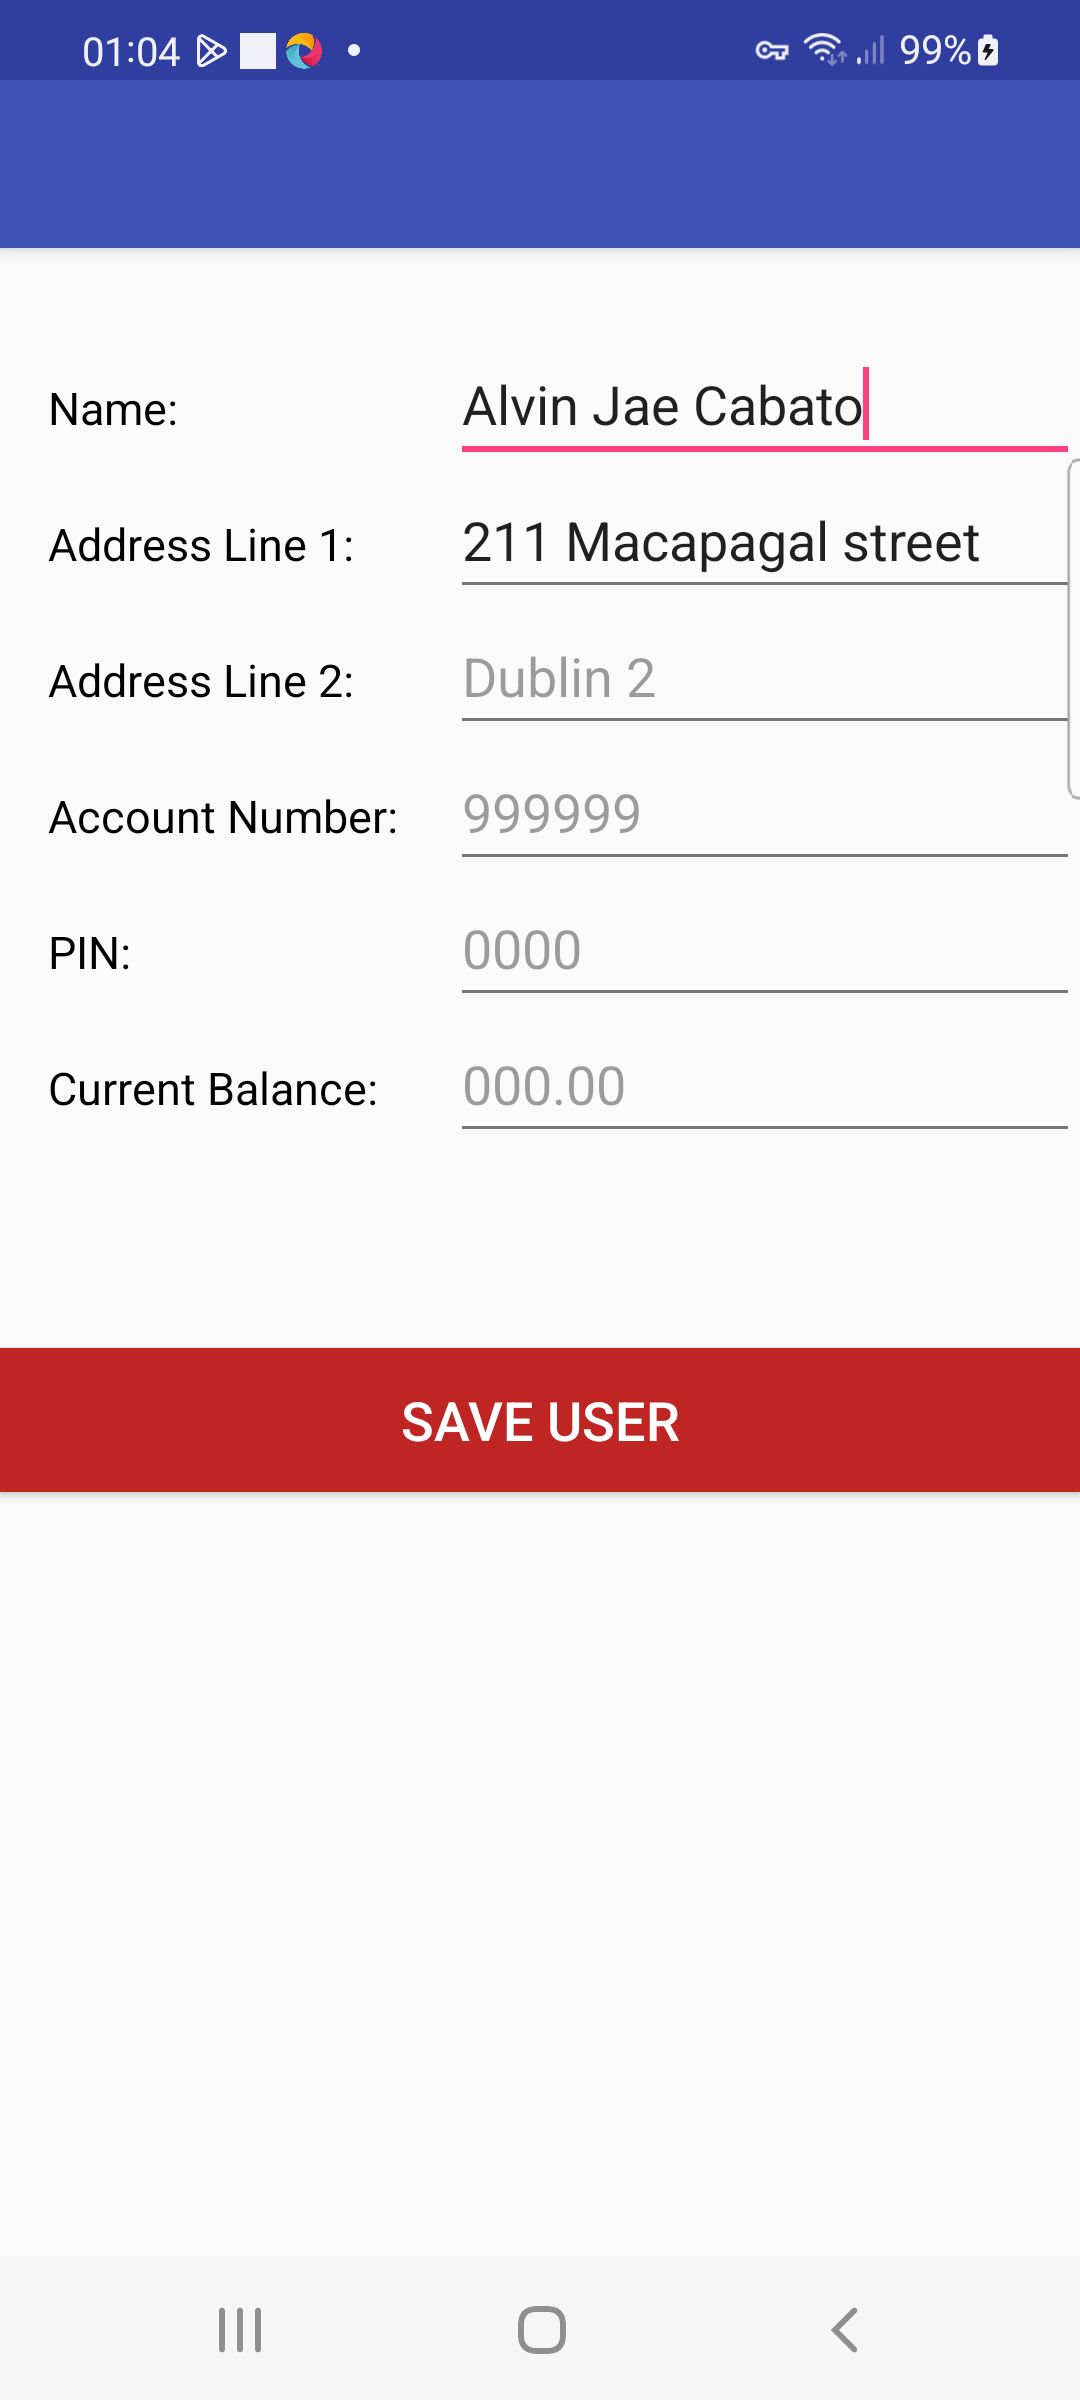 01:04 99%
Name: Alvin Jae Cabato
Address Line 1: 211 Macapagal street
Address Line 2: Dublin 2
Account Number: 999999
PIN: 0000
Current Balance: 000.00
SAVE USER